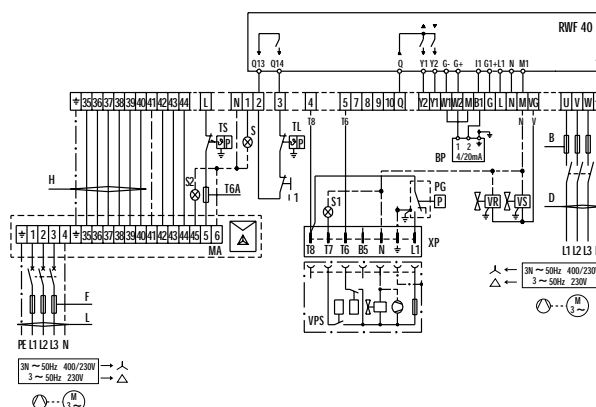 RWF 40
Q13 Q14 Q Y1 Y2 G- G+ I1 G1+ L1 N M1
35 36 37 38 39 40 41 42 43 44 L N 1 2 3 4 5 7 8 9 10 Q Y2 Y1 W1 W2 M B1 G L N M VG U V W
T8 T6 N V
TS S TL
P P
1 2
4/20mA
BP
B
H
S2
T6A
1
S1
PG
P
VR VS
D
1 2 3 4 35 36 37 38 39 40 41 42 43 44 45 5 6
MA
T8 T7 T6 B5 N L1
XP
L1 L2 L3
3N ~ 50Hz 400/230V
3 ~ 50Hz 230V
F
L
VPS
M
3~
PE L1 L2 L3 N
3N ~ 50Hz 400/230V
3 ~ 50Hz 230V
M
3~